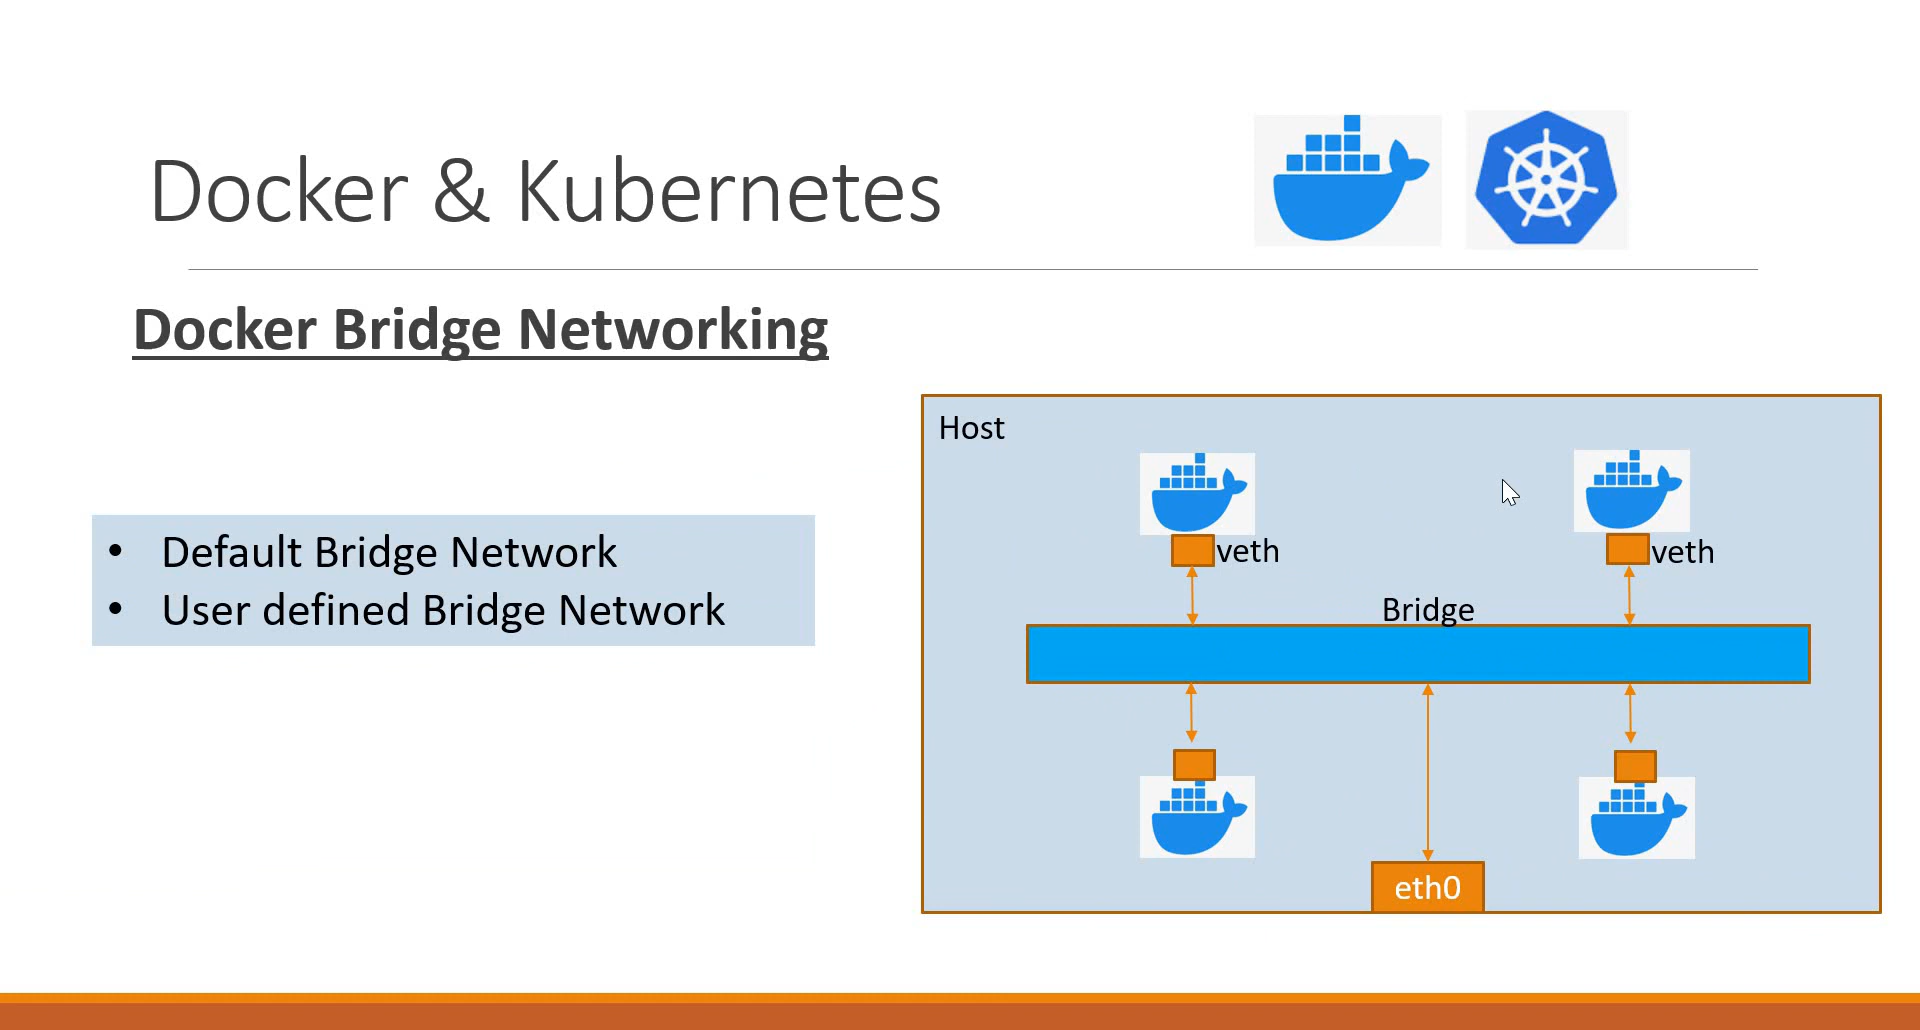 Docker & Kubernetes
Docker Bridge Networking
• Default Bridge Network
• User defined Bridge Network
Host
veth
veth
Bridge
eth0